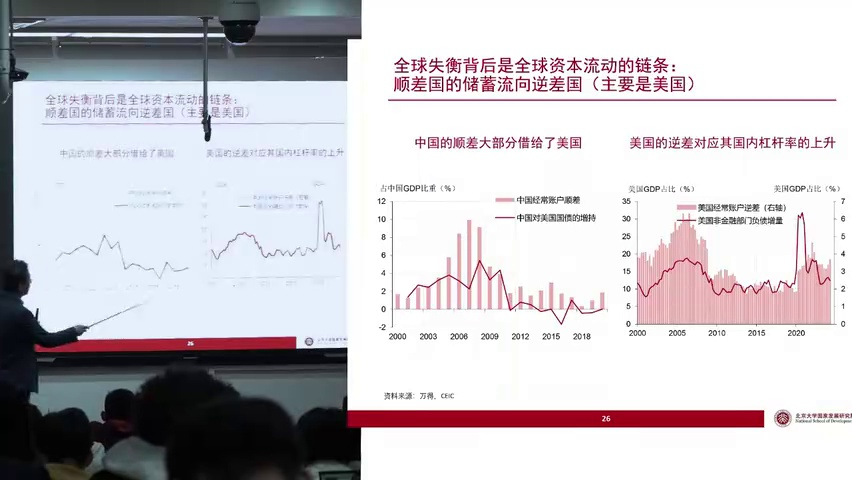 全球失衡背后是全球资本流动的链条：
顺差国的储蓄流向逆差国（主要是美国）
中国的顺差大部分借给了美国
美国的逆差对应其国内杠杆率的上升
26
全球失衡背后是全球资本流动的链条：
顺差国的储蓄流向逆差国（主要是美国）
中国的顺差大部分借给了美国
占中国GDP比重（%）
中国经常账户顺差
中国对美国国债的增持
12
10
8
6
4
2
0
-2
2000 2003 2006 2009 2012 2015 2018
美国的逆差对应其国内杠杆率的上升
美国GDP占比（%）
美国GDP占比（%）
美国经常账户逆差（右轴）
美国非金融部门负债增量
35
30
25
20
15
10
5
0
7
6
5
4
3
2
1
0
2000 2005 2010 2015 2020
资料来源：万得，CEIC
26
北京大学国家发展研究院
National School of Development